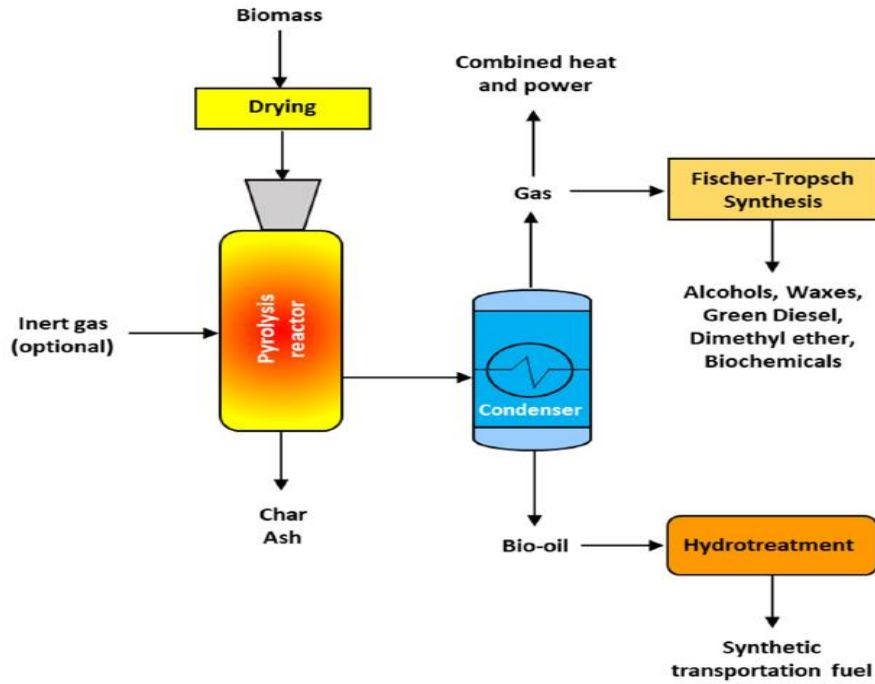 Biomass
Drying
Combined heat
and power
Gas
Fischer-Tropsch
Synthesis
Inert gas
(optional)
Pyrolysis
reactor
Alcohols, Waxes,
Green Diesel,
Dimethyl ether,
Biochemicals
Condenser
Char
Ash
Bio-oil
Hydrotreatment
Synthetic
transportation fuel